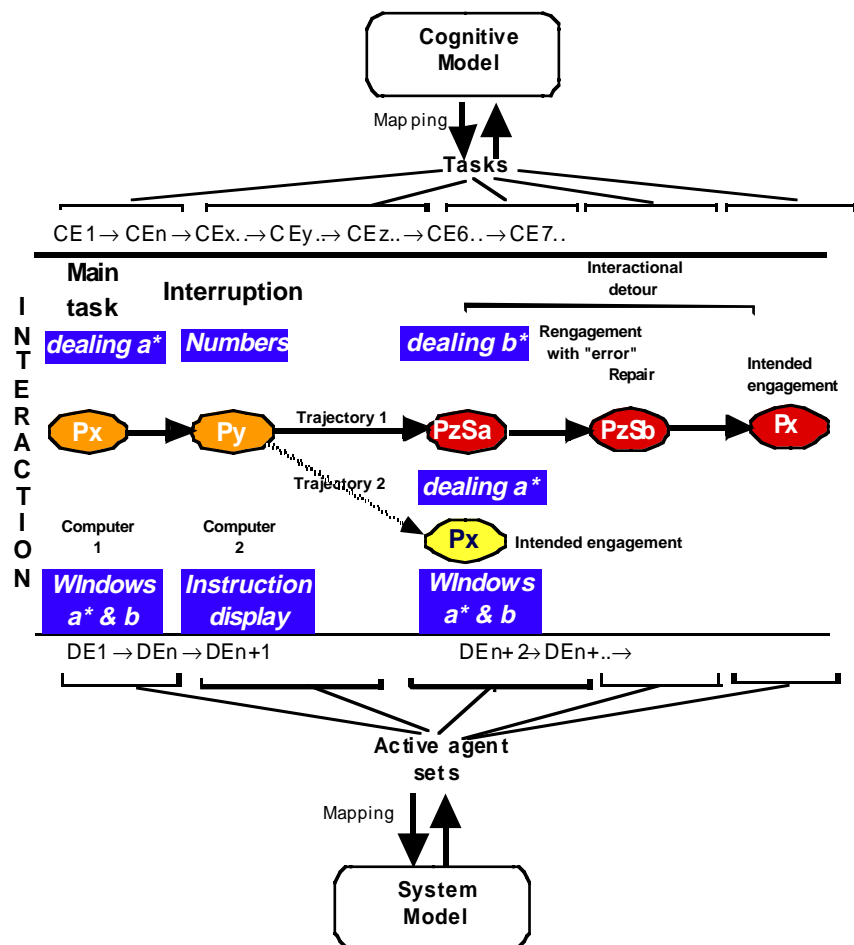 Cognitive
Model
Mapping
Tasks
CE1→CEn→CEx..→CEy..→CEz..→CE6..→CE7..
INTERACTION
Main
task
Interruption
Interactional
detour
dealing a*
Numbers
dealing b*
Rengagement
with "error"
Repair
Intended
engagement
Px
Py
Trajectory 1
PzSa
PzSb
Px
Trajectory 2
dealing a*
Px
Intended engagement
Computer
1
Computer
2
WIndows
a* & b
Instruction
display
WIndows
a* & b
DE1→DEn→DEn+1
DEn+2→DEn+..→
Active agent
sets
Mapping
System
Model